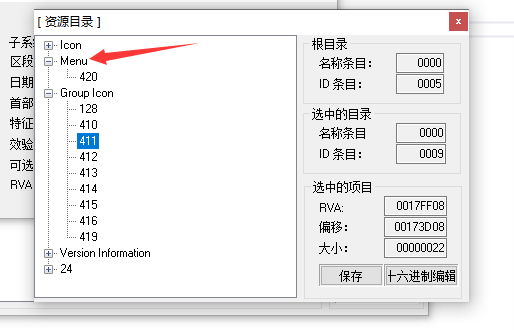 [ 资源目录 ]
x
子系
区段
日期
首部
特征
效验
可选
RVA
Icon
Menu
420
Group Icon
128
410
411
412
413
414
415
416
419
Version Information
24
根目录
名称条目: 0000
ID 条目: 0005
选中的目录
名称条目 0000
ID 条目: 0009
选中的项目
RVA: 0017FF08
偏移: 00173D08
大小: 00000022
保存
十六进制编辑